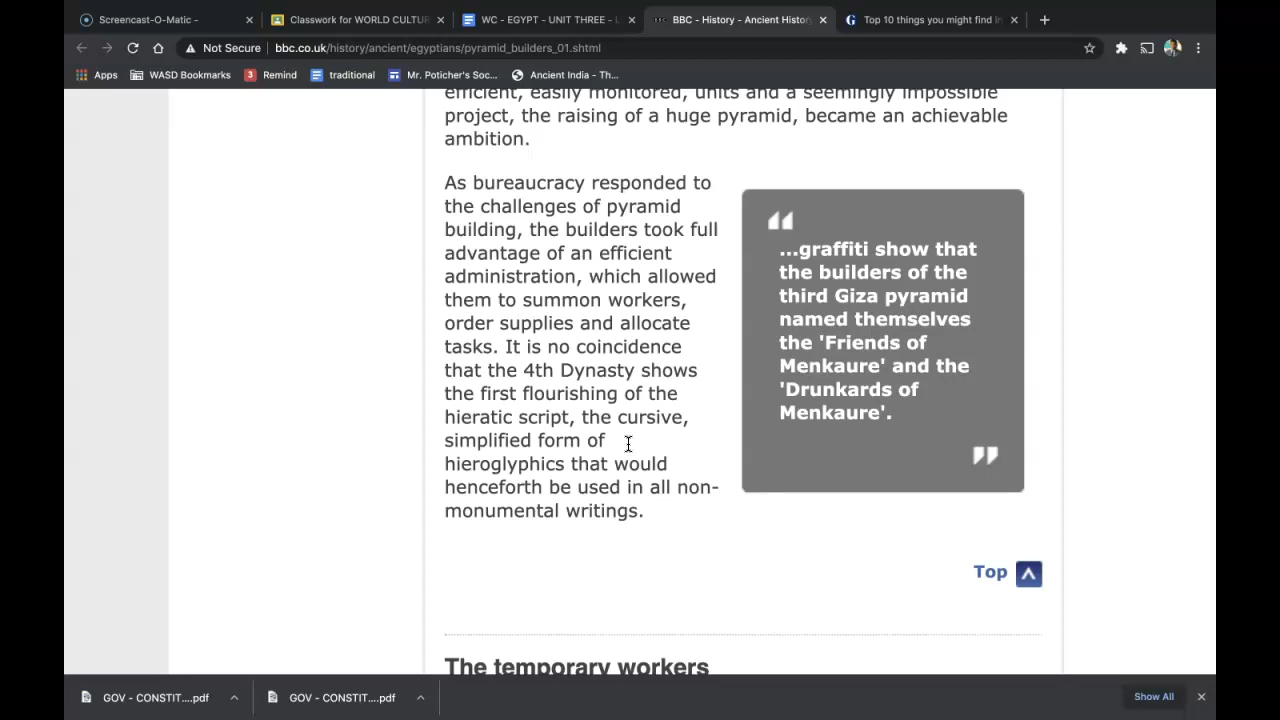 Screencast-O-Matic -
Classwork for WORLD CULTUR
WC - EGYPT - UNIT THREE - L
BBC - History - Ancient Histor
Top 10 things you might find in
Not Secure
bbc.co.uk/history/ancient/egyptians/pyramid_builders_01.shtml
Apps
WASD Bookmarks
3 Remind
traditional
Mr. Poticher's Soc...
Ancient India - Th...
efficient, easily monitored, units and a seemingly impossible
project, the raising of a huge pyramid, became an achievable
ambition.
As bureaucracy responded to
the challenges of pyramid
building, the builders took full
advantage of an efficient
administration, which allowed
them to summon workers,
order supplies and allocate
tasks. It is no coincidence
that the 4th Dynasty shows
the first flourishing of the
hieratic script, the cursive,
simplified form of
hieroglyphics that would
henceforth be used in all non-
monumental writings.
“
...graffiti show that
the builders of the
third Giza pyramid
named themselves
the 'Friends of
Menkaure' and the
'Drunkards of
Menkaure'.
”
Top
The temporary workers
GOV - CONSTIT....pdf
GOV - CONSTIT....pdf
Show All